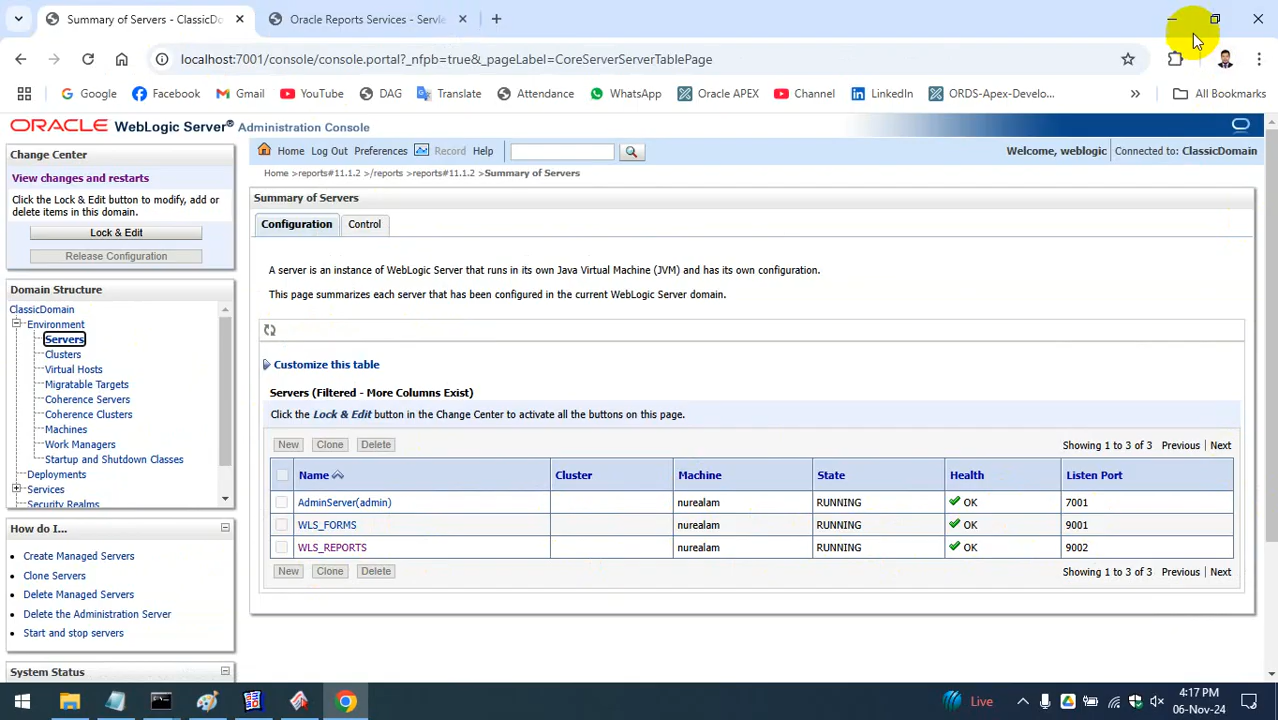 Summary of Servers - ClassicDo
Oracle Reports Services - Servle
localhost:7001/console/console.portal?_nfpb=true&_pageLabel=CoreServerServerTablePage
Google
Facebook
Gmail
YouTube
DAG
Translate
Attendance
WhatsApp
Oracle APEX
Channel
LinkedIn
ORDS-Apex-Develo...
All Bookmarks
ORACLE WebLogic Server® Administration Console
Change Center
View changes and restarts
Click the Lock & Edit button to modify, add or
delete items in this domain.
Lock & Edit
Release Configuration
Domain Structure
ClassicDomain
Environment
Servers
Clusters
Virtual Hosts
Migratable Targets
Coherence Servers
Coherence Clusters
Machines
Work Managers
Startup and Shutdown Classes
Deployments
Services
Security Realms
How do I...
Create Managed Servers
Clone Servers
Delete Managed Servers
Delete the Administration Server
Start and stop servers
System Status
Home Log Out Preferences Record Help
Welcome, weblogic Connected to: ClassicDomain
Home >reports#11.1.2 >/reports >reports#11.1.2 >Summary of Servers
Summary of Servers
Configuration Control
A server is an instance of WebLogic Server that runs in its own Java Virtual Machine (JVM) and has its own configuration.
This page summarizes each server that has been configured in the current WebLogic Server domain.
Customize this table
Servers (Filtered - More Columns Exist)
Click the Lock & Edit button in the Change Center to activate all the buttons on this page.
New Clone Delete Showing 1 to 3 of 3 Previous | Next
Name Cluster Machine State Health Listen Port
AdminServer(admin) nurealam RUNNING OK 7001
WLS_FORMS nurealam RUNNING OK 9001
WLS_REPORTS nurealam RUNNING OK 9002
New Clone Delete Showing 1 to 3 of 3 Previous | Next
Live
4:17 PM
06-Nov-24